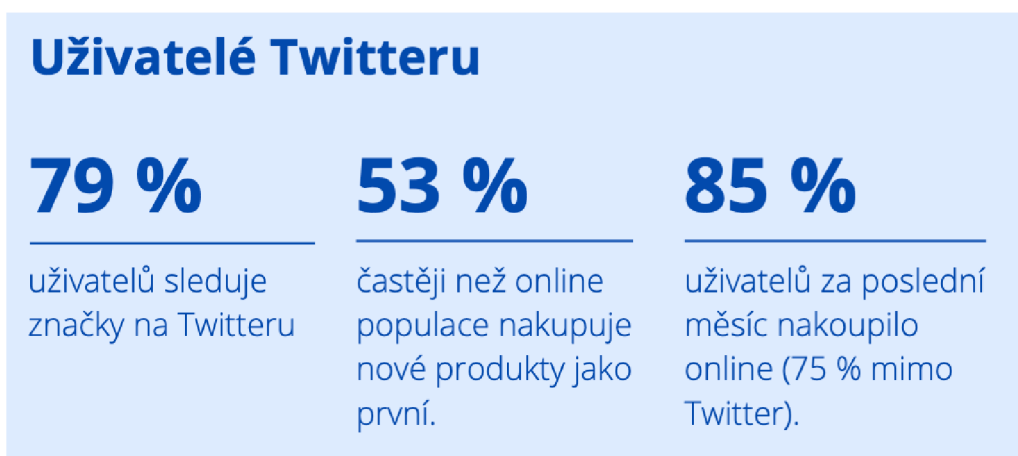 Uživatelé Twitteru
79 %
uživatelů sleduje
značky na Twitteru
53 %
častěji než online
populace nakupuje
nové produkty jako
první.
85 %
uživatelů za poslední
měsíc nakoupilo
online (75 % mimo
Twitter).